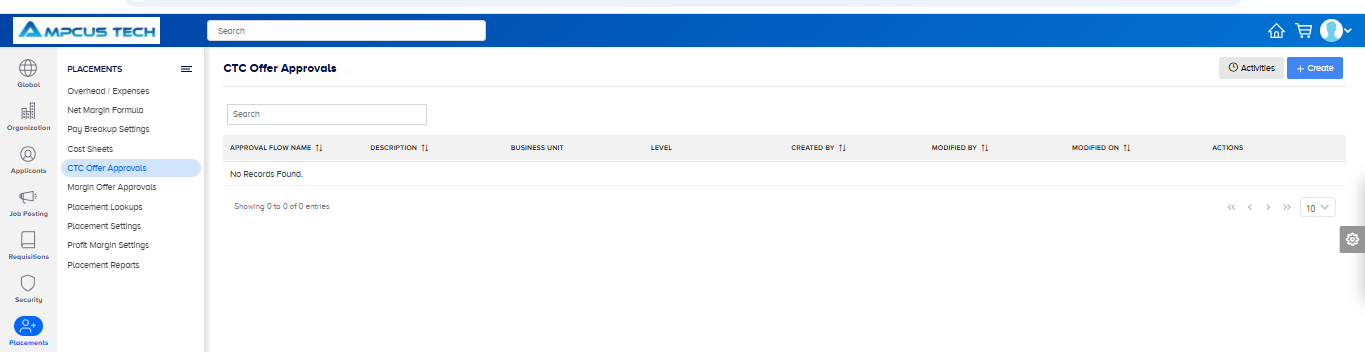 AMPCUS TECH
Search
Global
Organization
Applicants
Job Posting
Requisitions
Security
Placements
PLACEMENTS
Overhead / Expenses
Net Margin Formula
Pay Breakup Settings
Cost Sheets
CTC Offer Approvals
Margin Offer Approvals
Placement Lookups
Placement Settings
Profit Margin Settings
Placement Reports
CTC Offer Approvals
Activities
+ Create
Search
APPROVAL FLOW NAME DESCRIPTION BUSINESS UNIT LEVEL CREATED BY MODIFIED BY MODIFIED ON ACTIONS
No Records Found.
Showing 0 to 0 of 0 entries
10